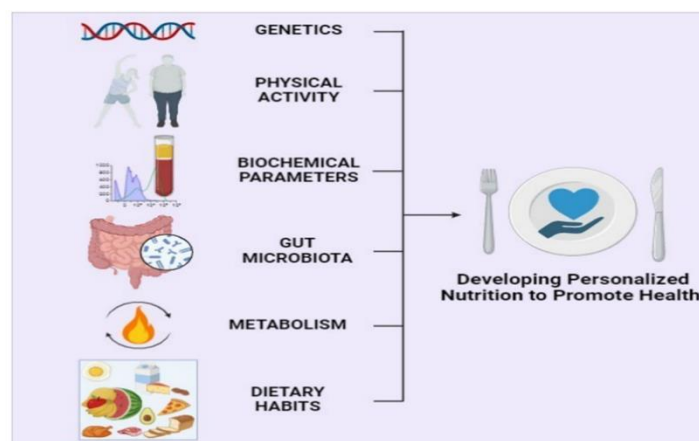 GENETICS
PHYSICAL
ACTIVITY
BIOCHEMICAL
PARAMETERS
GUT
MICROBIOTA
METABOLISM
DIETARY
HABITS
Developing Personalized
Nutrition to Promote Health